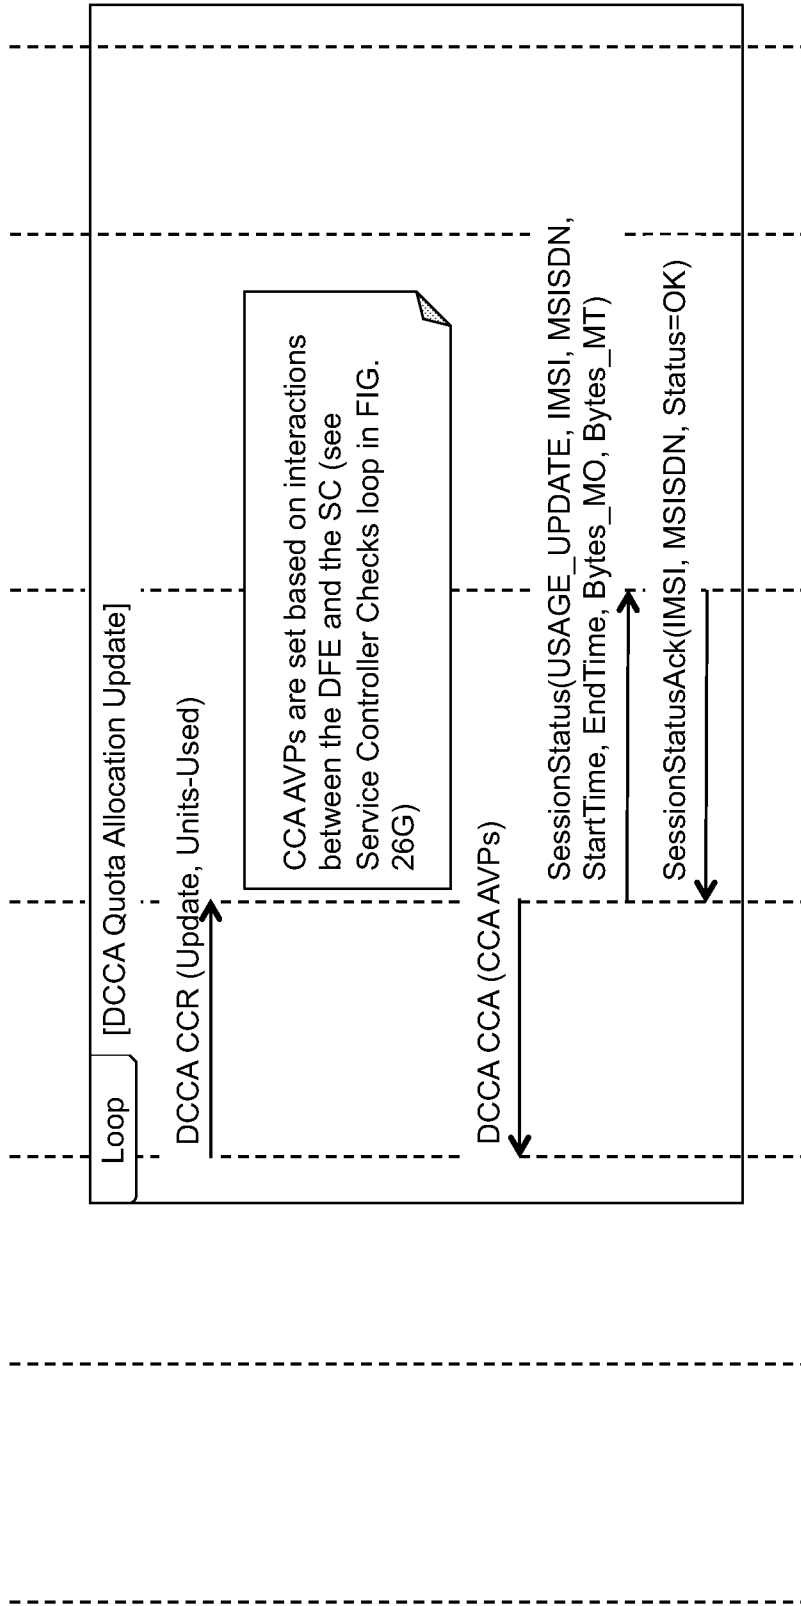 Loop
[DCCA Quota Allocation Update]
DCCA CCR (Update, Units-Used)
CCA AVPs are set based on interactions
between the DFE and the SC (see
Service Controller Checks loop in FIG.
26G)
DCCA CCA (CCA AVPs)
SessionStatus(USAGE_UPDATE, IMSI, MSISDN,
StartTime, EndTime, Bytes_MO, Bytes_MT)
SessionStatusAck(IMSI, MSISDN, Status=OK)